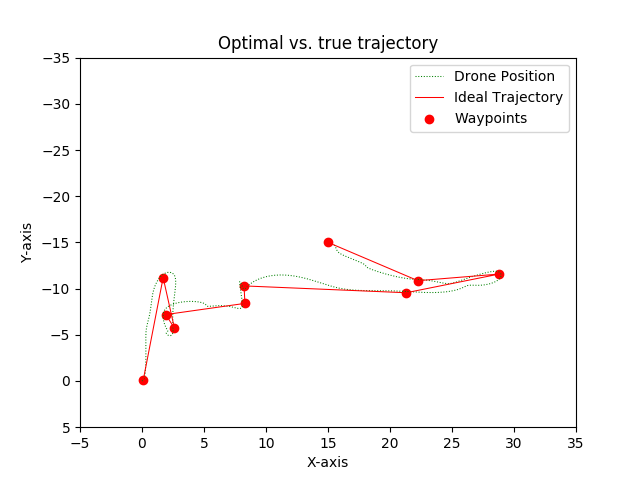 Optimal vs. true trajectory
Drone Position
Ideal Trajectory
Waypoints
Y-axis
−35
−30
−25
−20
−15
−10
−5
0
5
−5 0 5 10 15 20 25 30 35
X-axis